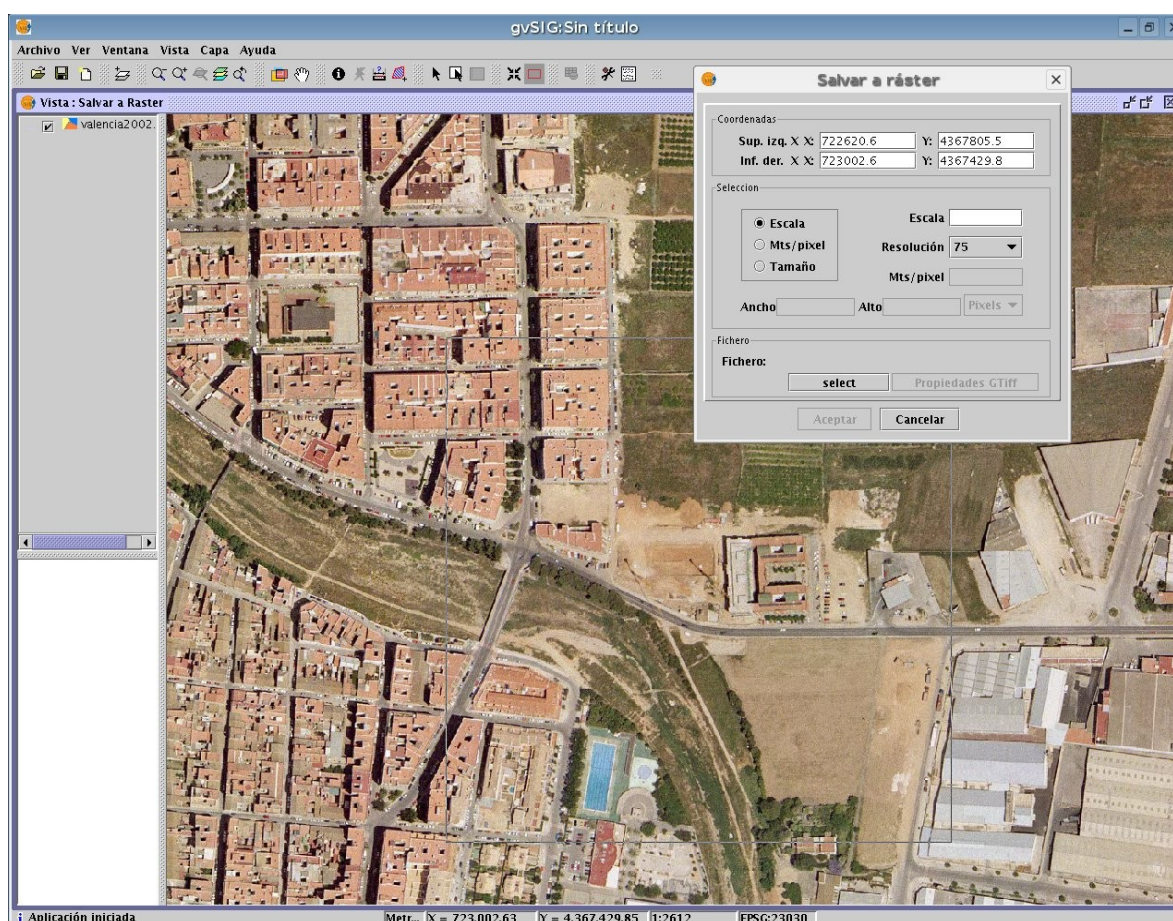 gvSIG:Sin título
Archivo Ver Ventana Vista Capa Ayuda
Vista : Salvar a Raster
valencia2002.
Salvar a ráster
Coordenadas
Sup. izq. X X: 722620.6 Y: 4367805.5
Inf. der. X X: 723002.6 Y: 4367429.8
Seleccion
Escala
Mts/pixel
Tamaño
Escala
Resolución 75
Mts/pixel
Ancho Alto Pixels
Fichero
Fichero:
select Propiedades GTiff
Aceptar Cancelar
Aplicación iniciada Metr... X = 723.002,63 Y = 4.367.429,85 1:2612 EPSG:23030